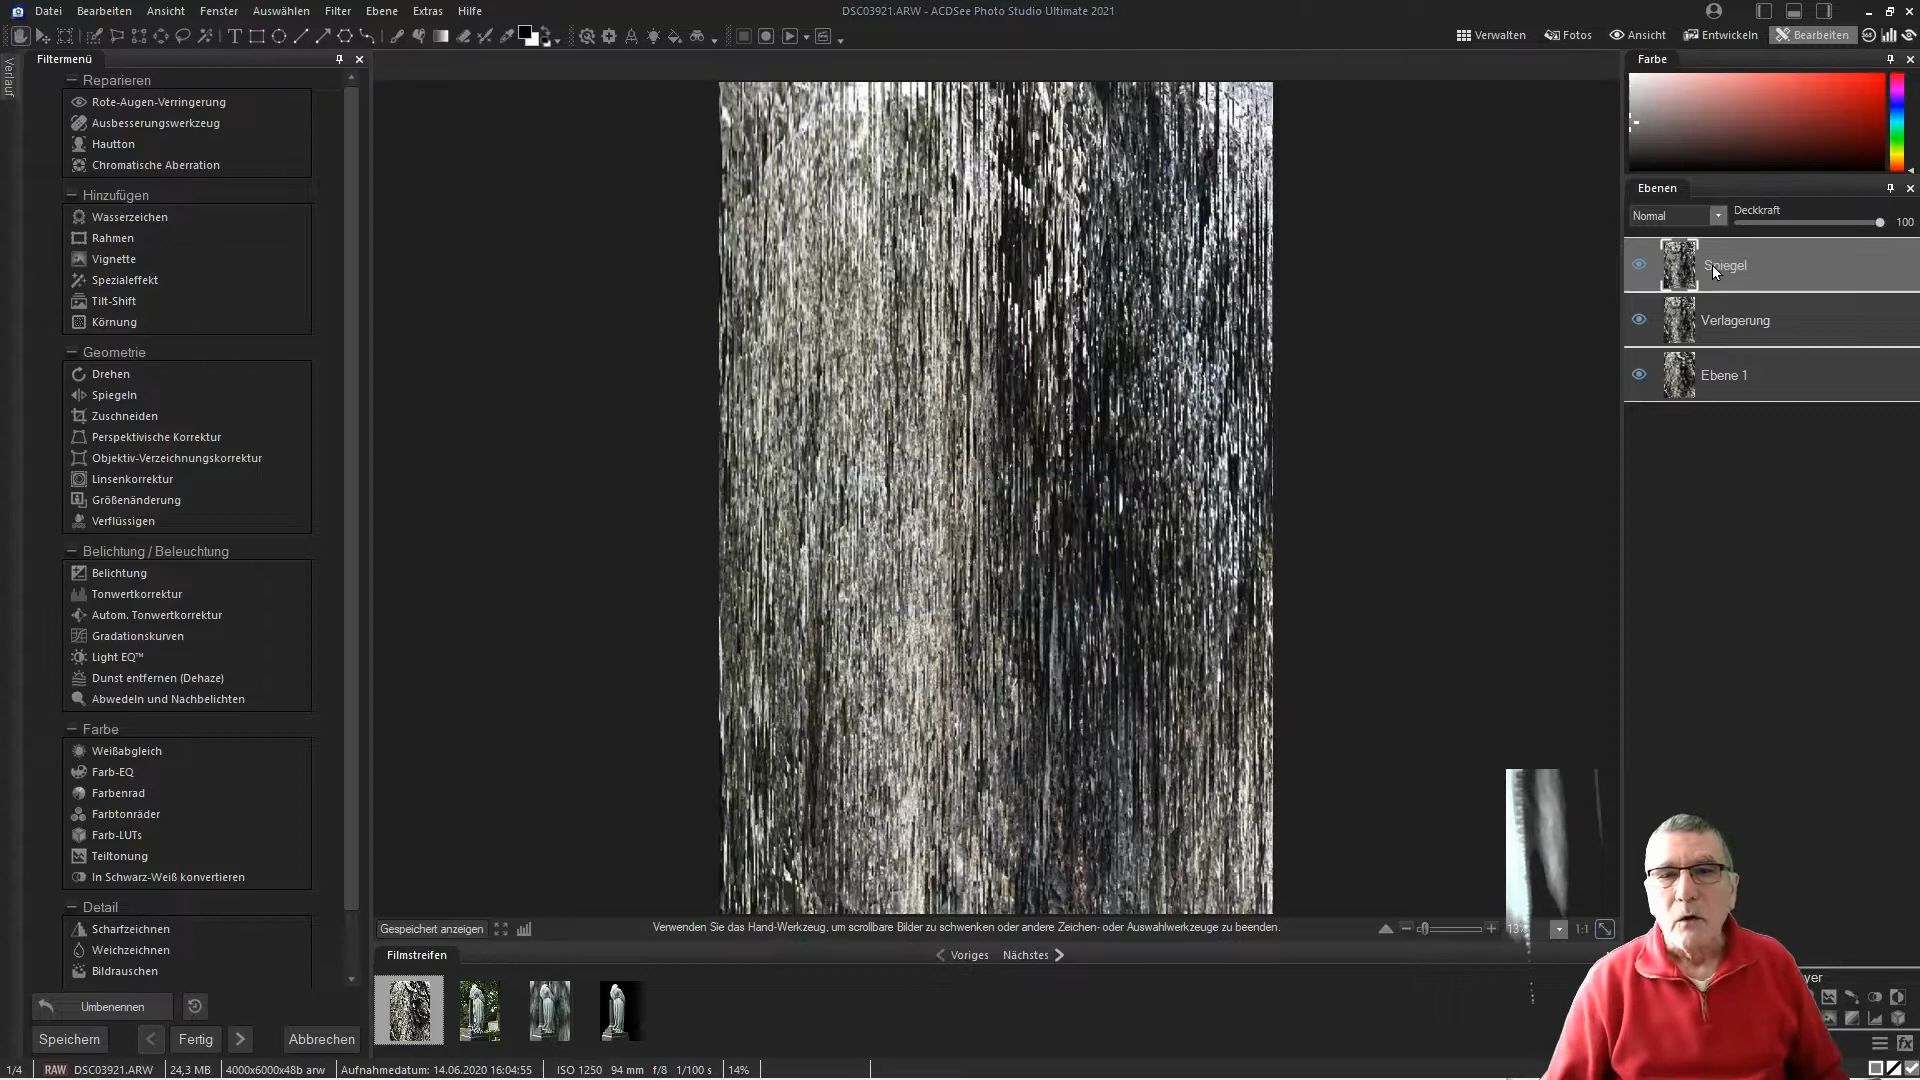 Datei Bearbeiten Ansicht Fenster Auswählen Filter Ebene Extras Hilfe
DSC03921.ARW - ACDSee Photo Studio Ultimate 2021
Verwalten Fotos Ansicht Entwickeln Bearbeiten 365
Verlauf
Filtermenü
Reparieren
Rote-Augen-Verringerung
Ausbesserungswerkzeug
Hautton
Chromatische Aberration
Hinzufügen
Wasserzeichen
Rahmen
Vignette
Spezialeffekt
Tilt-Shift
Körnung
Geometrie
Drehen
Spiegeln
Zuschneiden
Perspektivische Korrektur
Objektiv-Verzeichnungskorrektur
Linsenkorrektur
Größenänderung
Verflüssigen
Belichtung / Beleuchtung
Belichtung
Tonwertkorrektur
Autom. Tonwertkorrektur
Gradationskurven
Light EQ™
Dunst entfernen (Dehaze)
Abwedeln und Nachbelichten
Farbe
Weißabgleich
Farb-EQ
Farbenrad
Farbtonräder
Farb-LUTs
Teiltonung
In Schwarz-Weiß konvertieren
Detail
Scharfzeichnen
Weichzeichnen
Bildrauschen
Umbenennen
Speichern Fertig Abbrechen
Farbe
Ebenen
Normal
Deckkraft
100
Spiegel
Verlagerung
Ebene 1
Gespeichert anzeigen
Verwenden Sie das Hand-Werkzeug, um scrollbare Bilder zu schwenken oder andere Zeichen- oder Auswahlwerkzeuge zu beenden.
1:1
Filmstreifen
Voriges Nächstes
fx
1/4 RAW DSC03921.ARW 24,3 MB 4000x6000x48b arw Aufnahmedatum: 14.06.2020 16:04:55 ISO 1250 94 mm f/8 1/100 s 14%